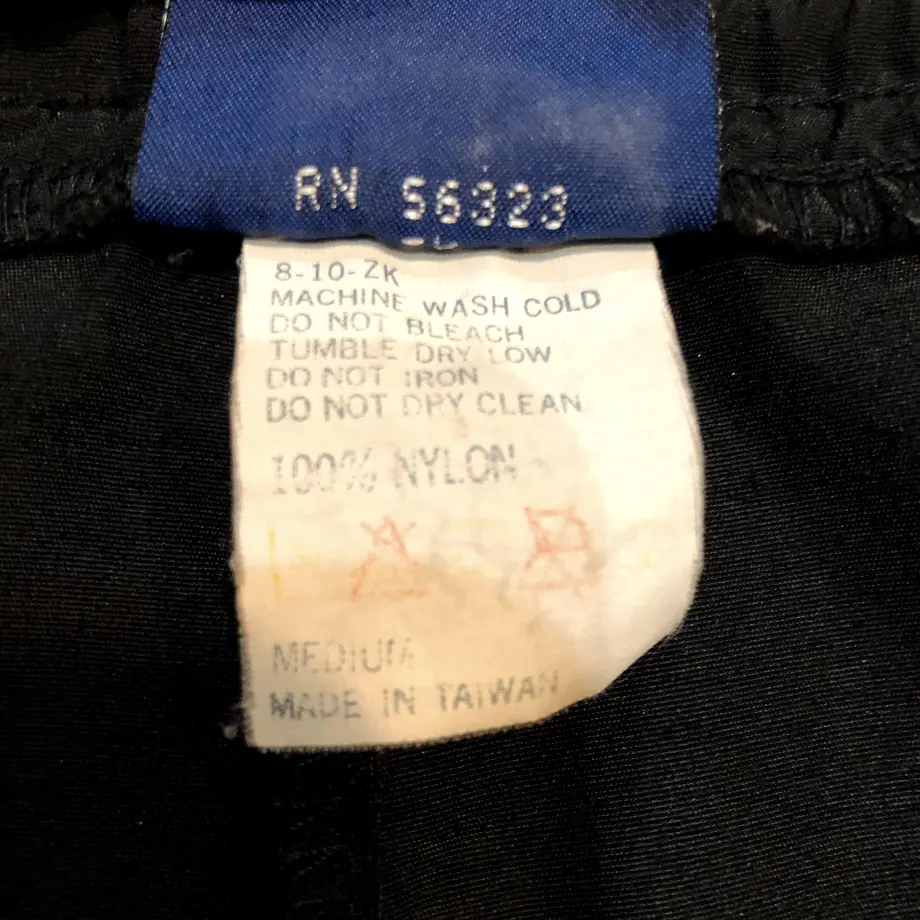 RN 56323
8-10-ZK
MACHINE WASH COLD
DO NOT BLEACH
TUMBLE DRY LOW
DO NOT IRON
DO NOT DRY CLEAN
100% NYLON
MEDIUM
MADE IN TAIWAN